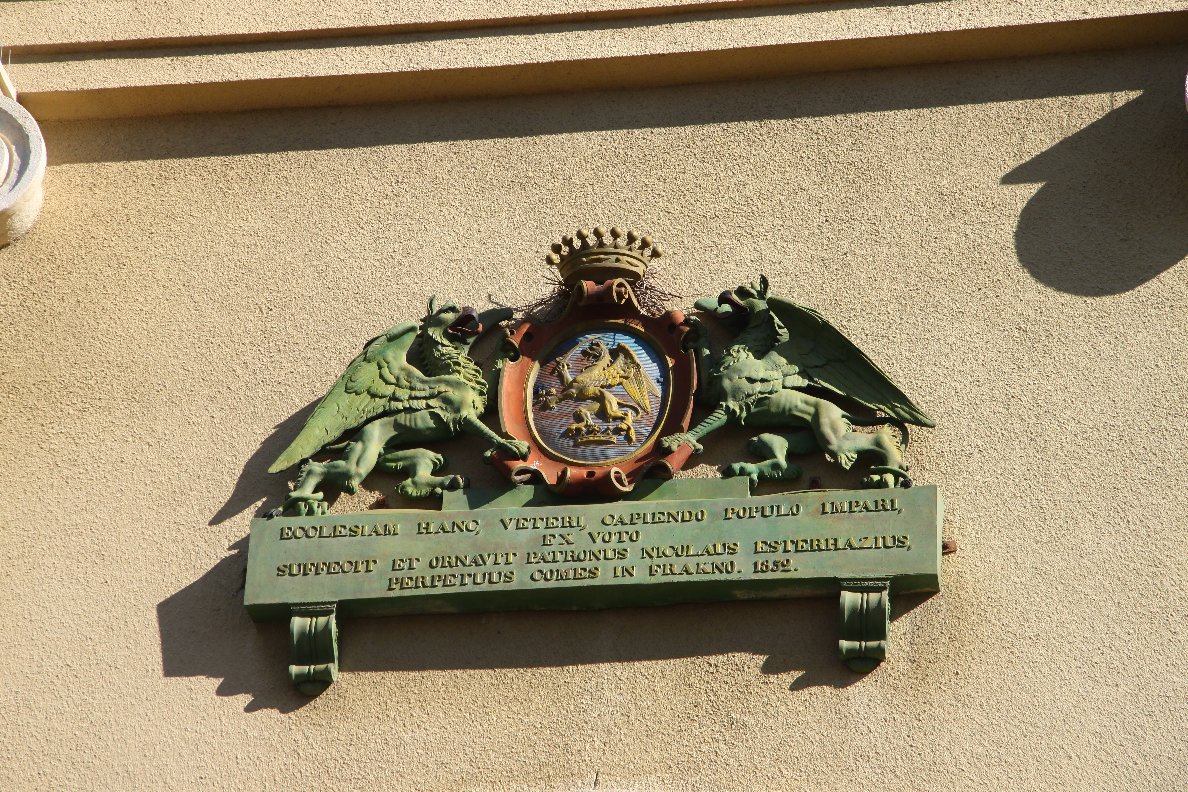 ECCLESIAM HANC, VETERI, CAPIENDO POPULO IMPARI,
EX VOTO
SUFFECIT ET ORNAVIT PATRONUS NICOLAUS ESTERHAZIUS,
PERPETUUS COMES IN FRAKNO. 1852.